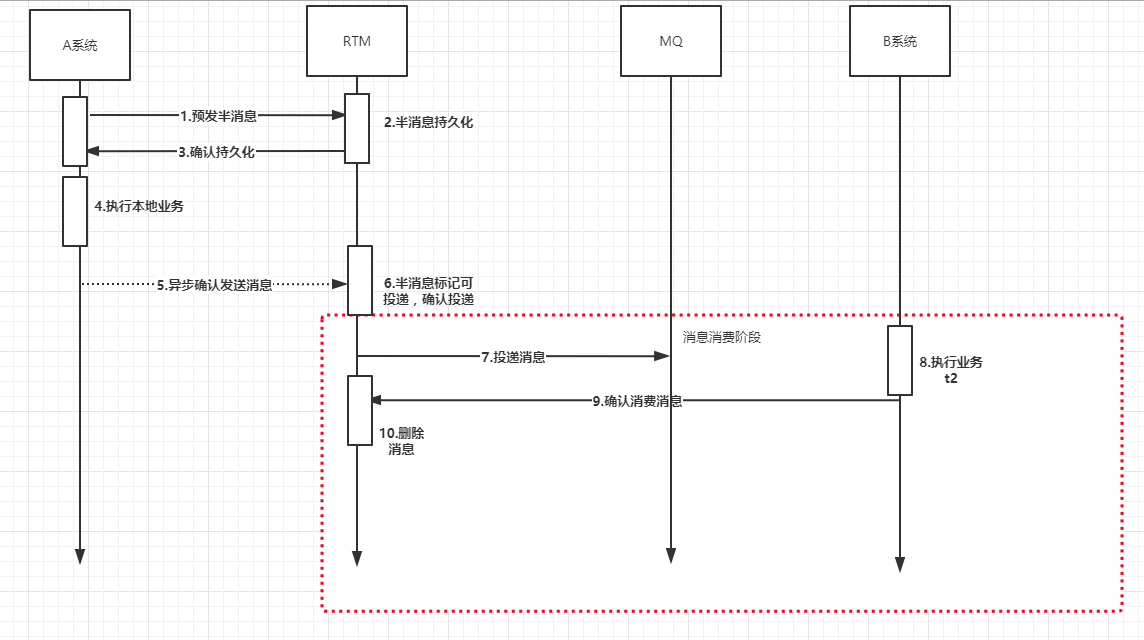 A系统
RTM
MQ
B系统
1.预发半消息
2.半消息持久化
3.确认持久化
4.执行本地业务
5.异步确认发送消息
6.半消息标记可
投递，确认投递
消息消费阶段
7.投递消息
8.执行业务
t2
9.确认消费消息
10.删除
消息